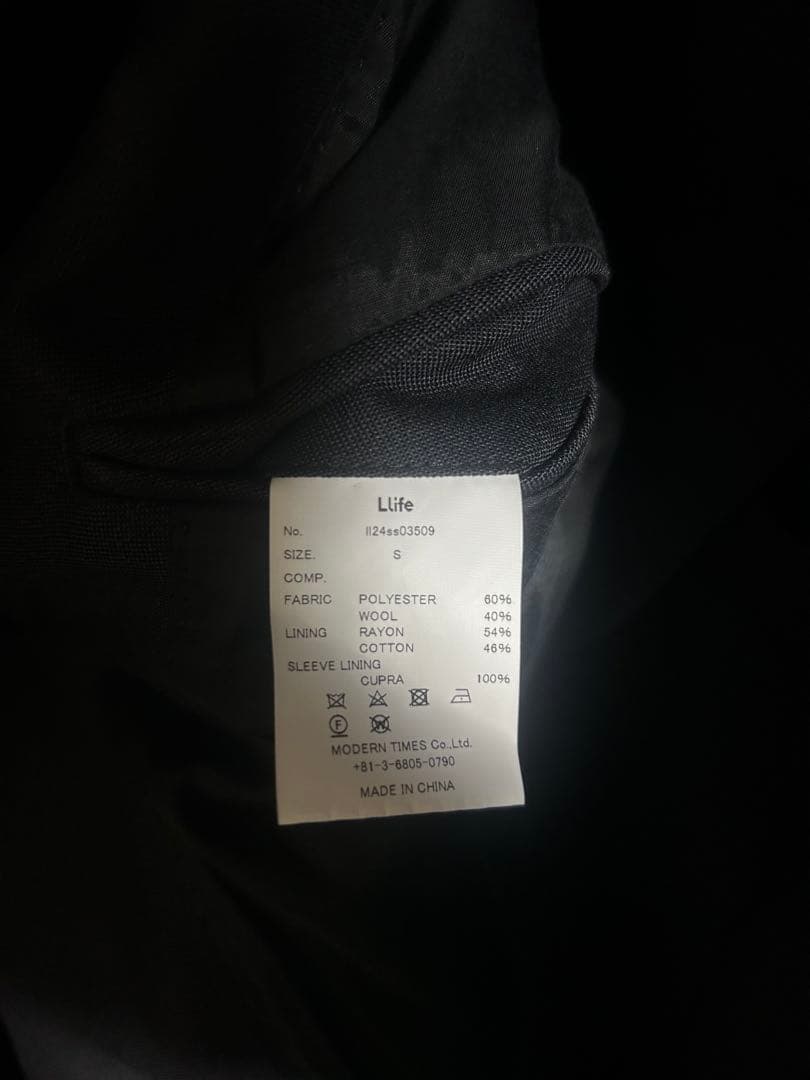 Llife
No. ll24ss03509
SIZE. S
COMP.
FABRIC POLYESTER 60%
WOOL 40%
LINING RAYON 54%
COTTON 46%
SLEEVE LINING
CUPRA 100%
F W
MODERN TIMES Co.,Ltd.
+81-3-6805-0790
MADE IN CHINA